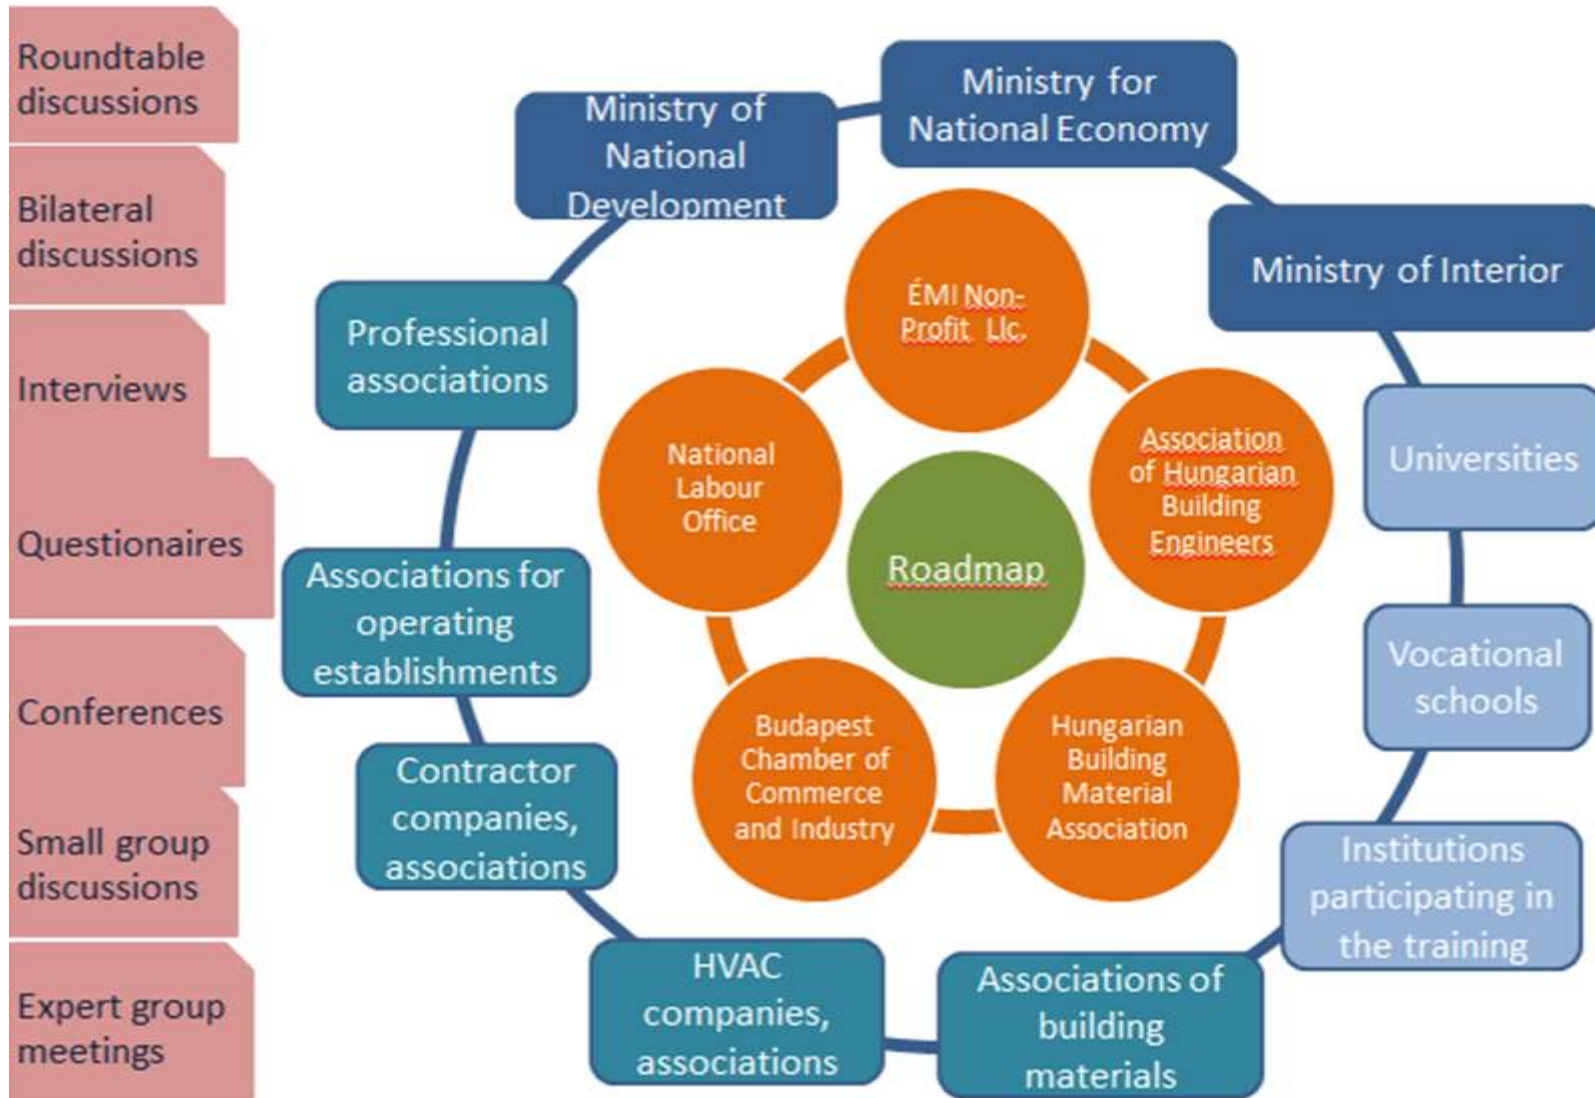 Roundtable
discussions
Bilateral
discussions
Interviews
Questionaires
Conferences
Small group
discussions
Expert group
meetings
Ministry of
National
Development
Ministry for
National Economy
Ministry of Interior
Universities
Vocational
schools
Institutions
participating in
the training
Associations of
building
materials
HVAC
companies,
associations
Contractor
companies,
associations
Associations for
operating
establishments
Professional
associations
ÉMI Non-
Profit Llc.
Association
of Hungarian
Building
Engineers
Hungarian
Building
Material
Association
Budapest
Chamber of
Commerce
and Industry
National
Labour
Office
Roadmap